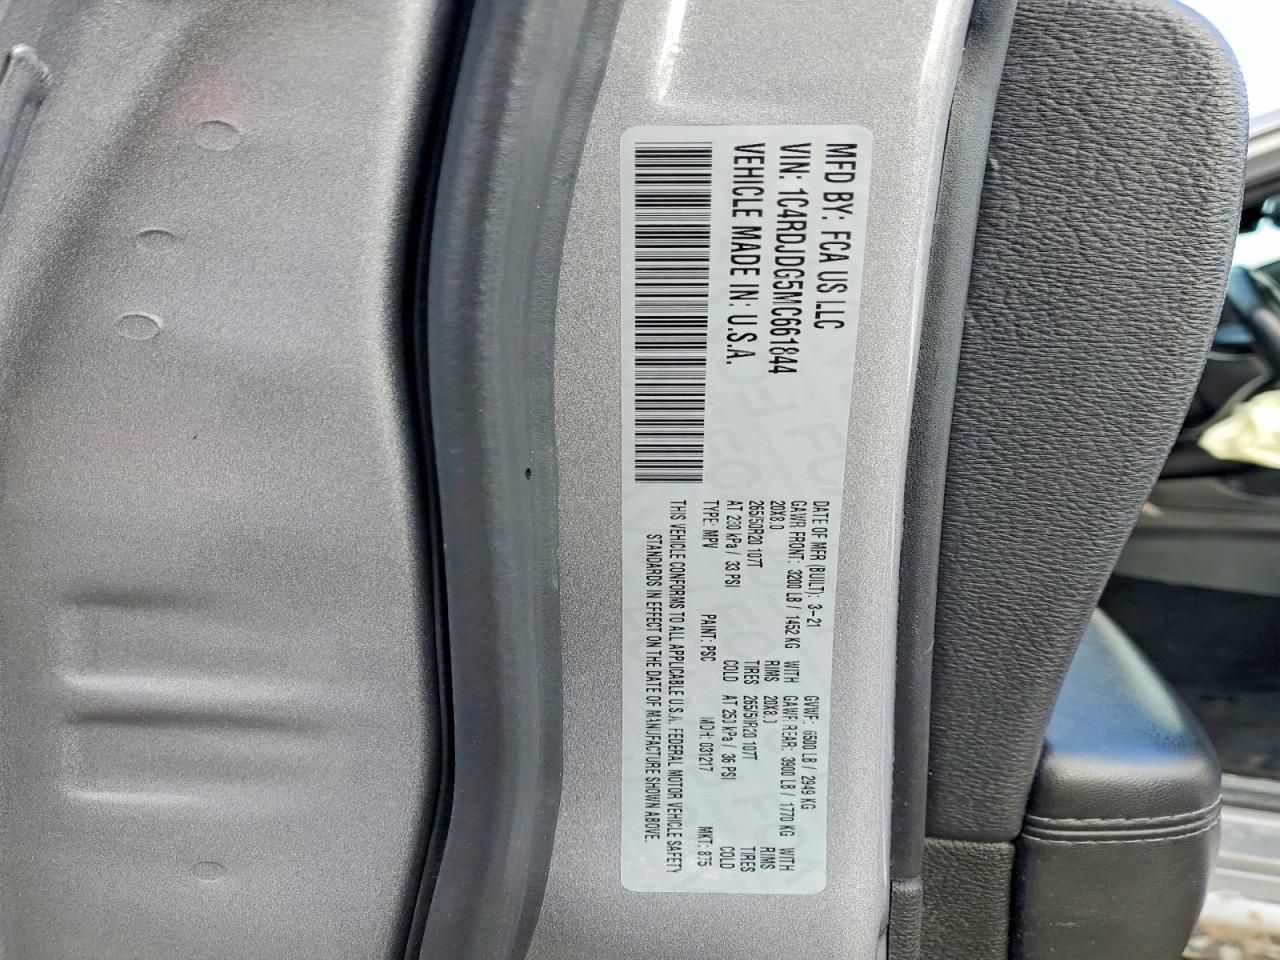 MFD BY: FCA US LLC
VIN: 1C4RDJDG5MC661844
VEHICLE MADE IN: U.S.A.
DATE OF MFR (BUILT): 3-21 GVWR: 6500 LB / 2949 KG
GAWR FRONT: 3200 LB / 1452 KG WITH GAWR REAR: 3900 LB / 1770 KG WITH
20X8.0 RIMS 20X8.0 RIMS
265/50R20 107T TIRES 265/50R20 107T TIRES
AT 230 kPa / 33 PSI COLD AT 250 kPa / 36 PSI COLD
TYPE: MPV PAINT: PSC MDH: 031217 MKT: 875
THIS VEHICLE CONFORMS TO ALL APPLICABLE U.S.A. FEDERAL MOTOR VEHICLE SAFETY
STANDARDS IN EFFECT ON THE DATE OF MANUFACTURE SHOWN ABOVE.